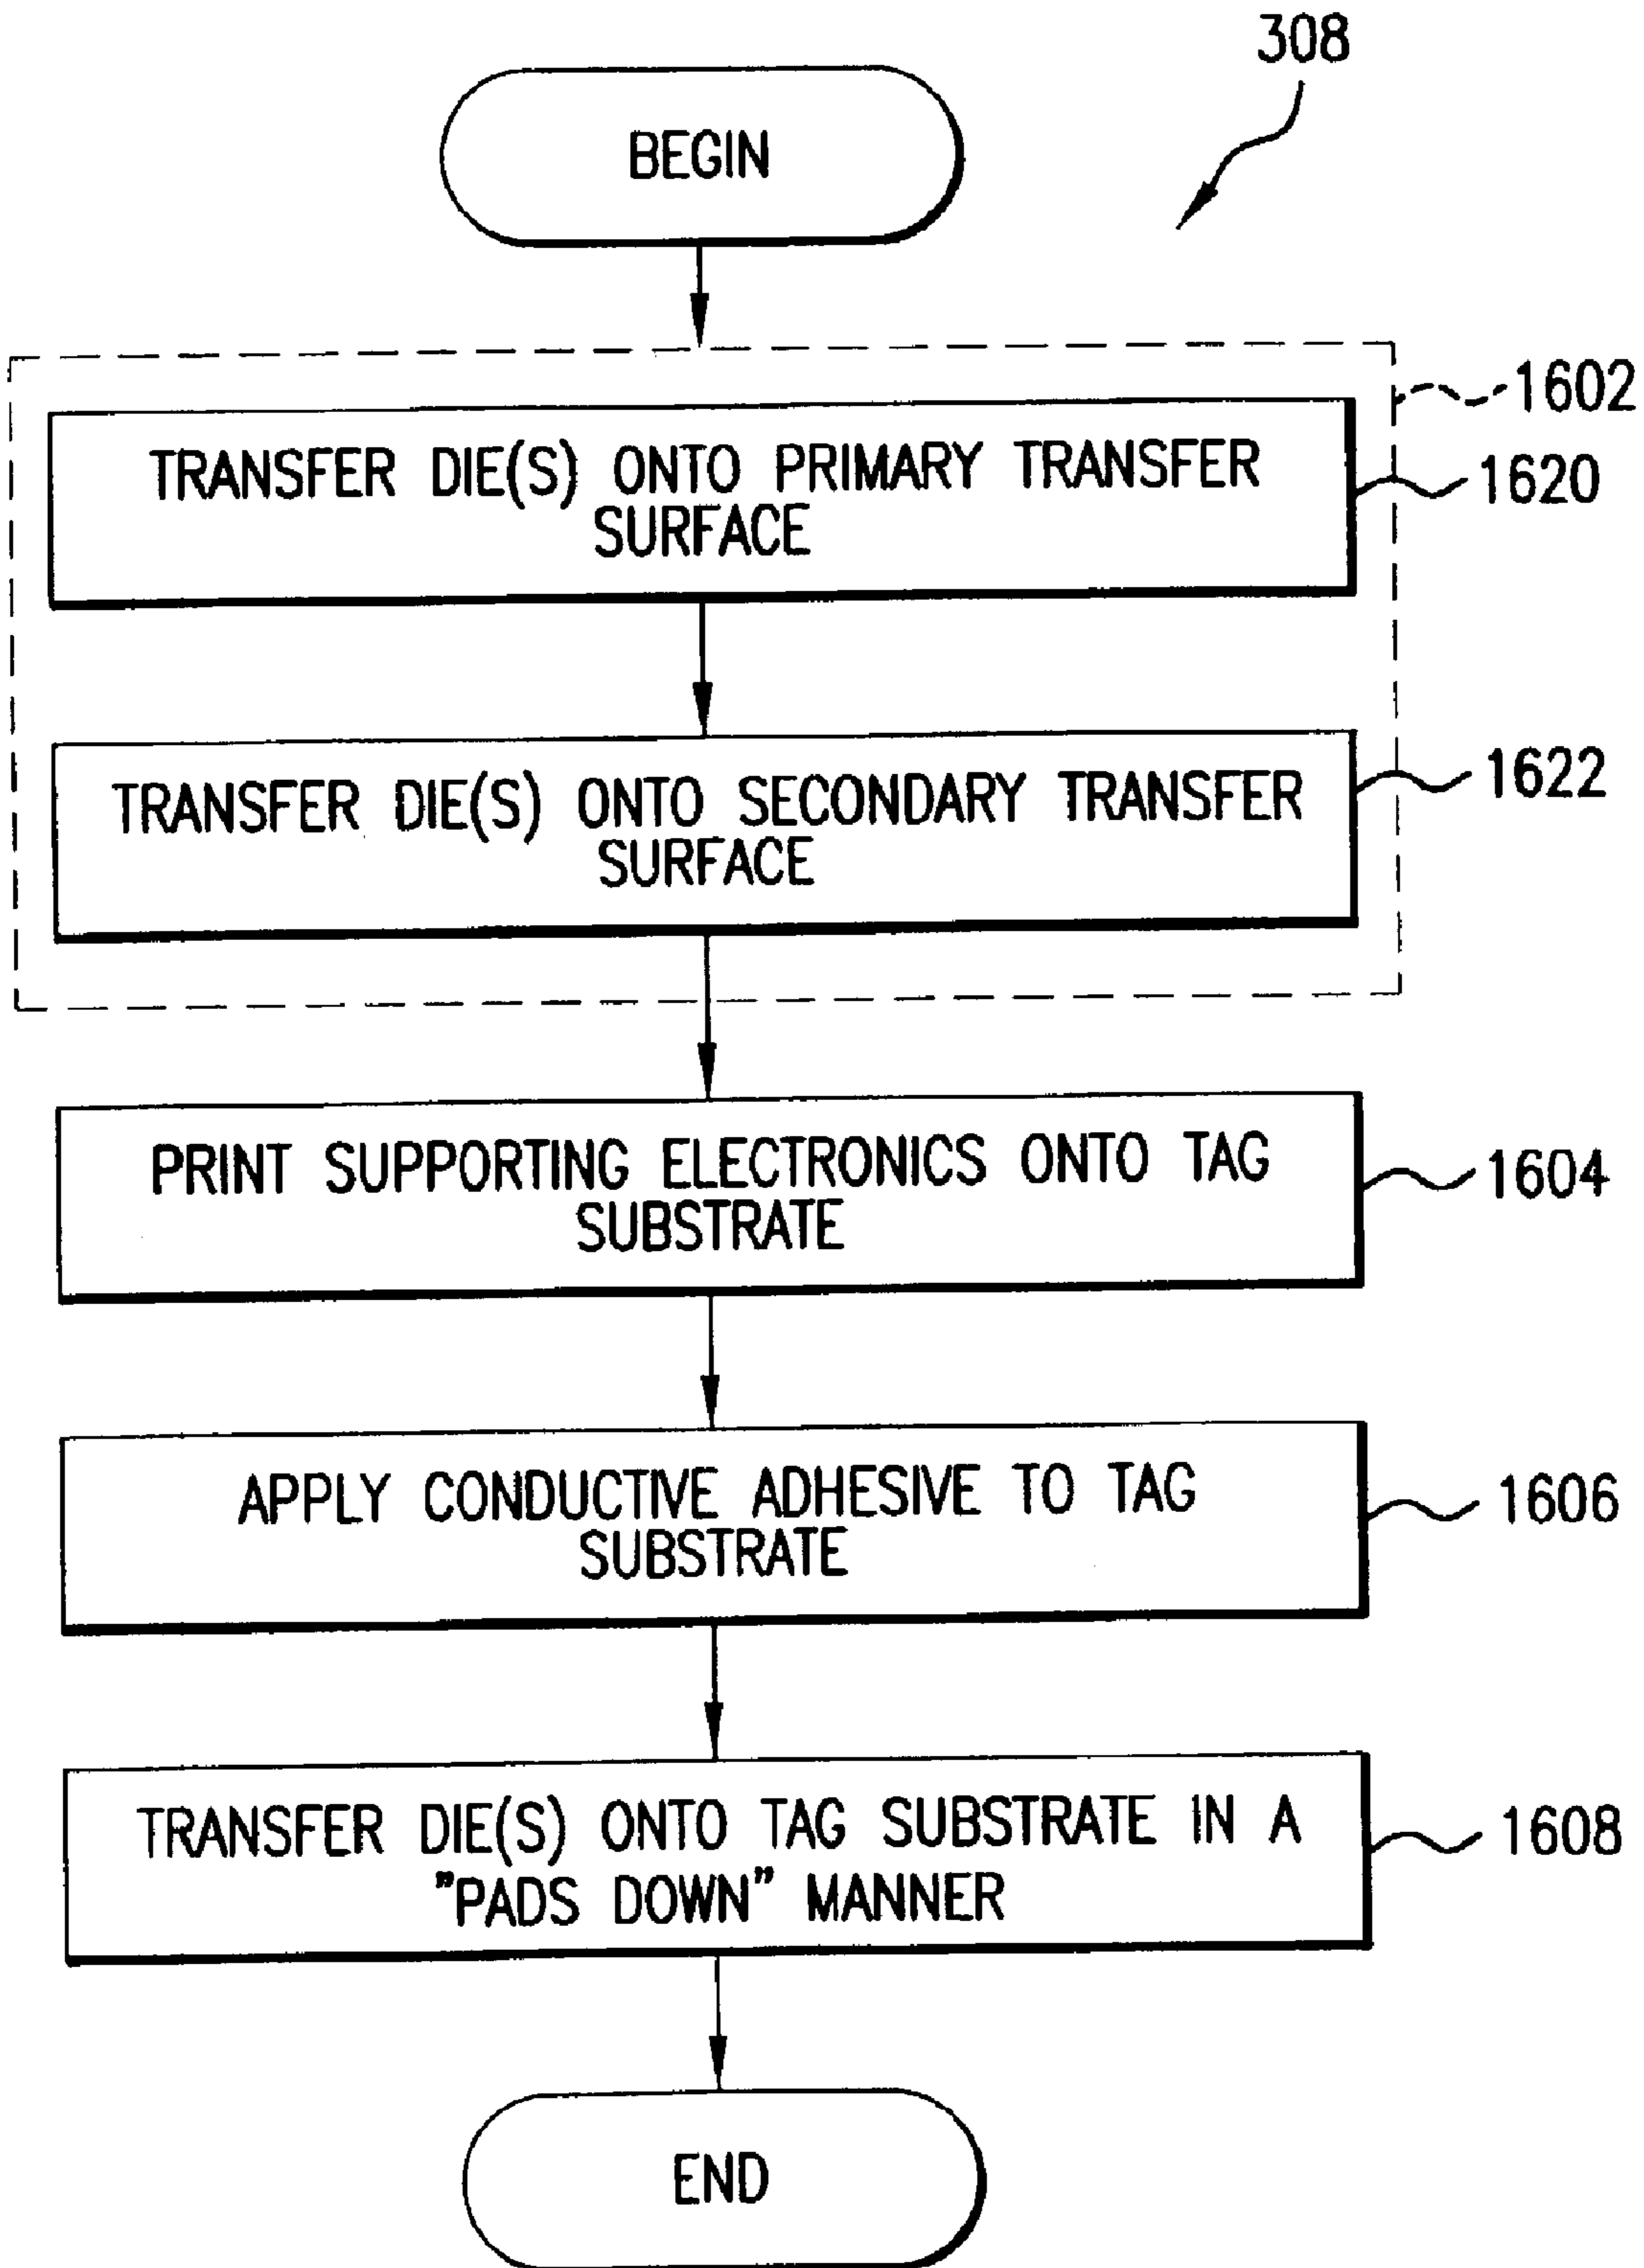 308
BEGIN
1602
TRANSFER DIE(S) ONTO PRIMARY TRANSFER
SURFACE
1620
TRANSFER DIE(S) ONTO SECONDARY TRANSFER
SURFACE
1622
PRINT SUPPORTING ELECTRONICS ONTO TAG
SUBSTRATE
1604
APPLY CONDUCTIVE ADHESIVE TO TAG
SUBSTRATE
1606
TRANSFER DIE(S) ONTO TAG SUBSTRATE IN A
"PADS DOWN" MANNER
1608
END